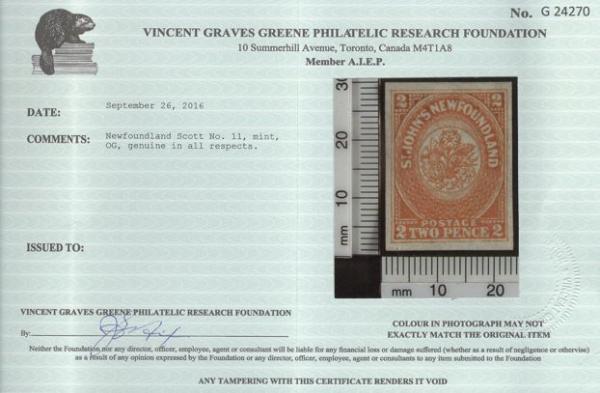 No. G 24270
VINCENT GRAVES GREENE PHILATELIC RESEARCH FOUNDATION
10 Summerhill Avenue, Toronto, Canada M4T1A8
Member A.I.E.P.
DATE: September 26, 2016
COMMENTS: Newfoundland Scott No. 11, mint,
OG, genuine in all respects.
30
20
10
mm
2 2
ST. JOHN'S NEWFOUNDLAND
POSTAGE
2 TWO PENCE 2
mm 10 20
ISSUED TO:
VINCENT GRAVES GREENE PHILATELIC RESEARCH FOUNDATION
By:
COLOUR IN PHOTOGRAPH MAY NOT
EXACTLY MATCH THE ORIGINAL ITEM
Neither the Foundation nor any director, officer, employee, agent or consultant will be liable for any financial loss or damage suffered (whether as a result of negligence or otherwise)
as a result of any opinion expressed by the Foundation or any director, officer, employee, agent or consultants to any item submitted to the Foundation
ANY TAMPERING WITH THIS CERTIFICATE RENDERS IT VOID